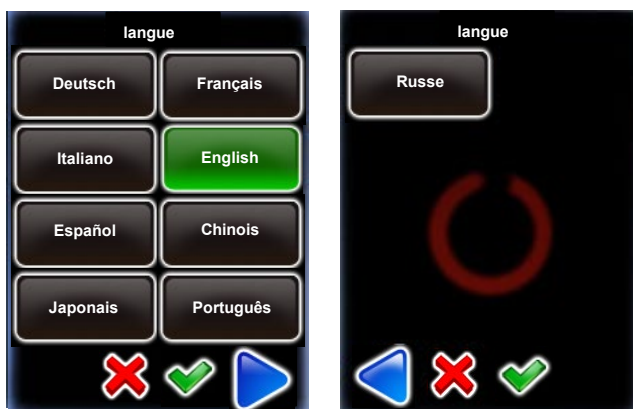 langue
Deutsch Français
Italiano English
Español Chinois
Japonais Português
langue
Russe